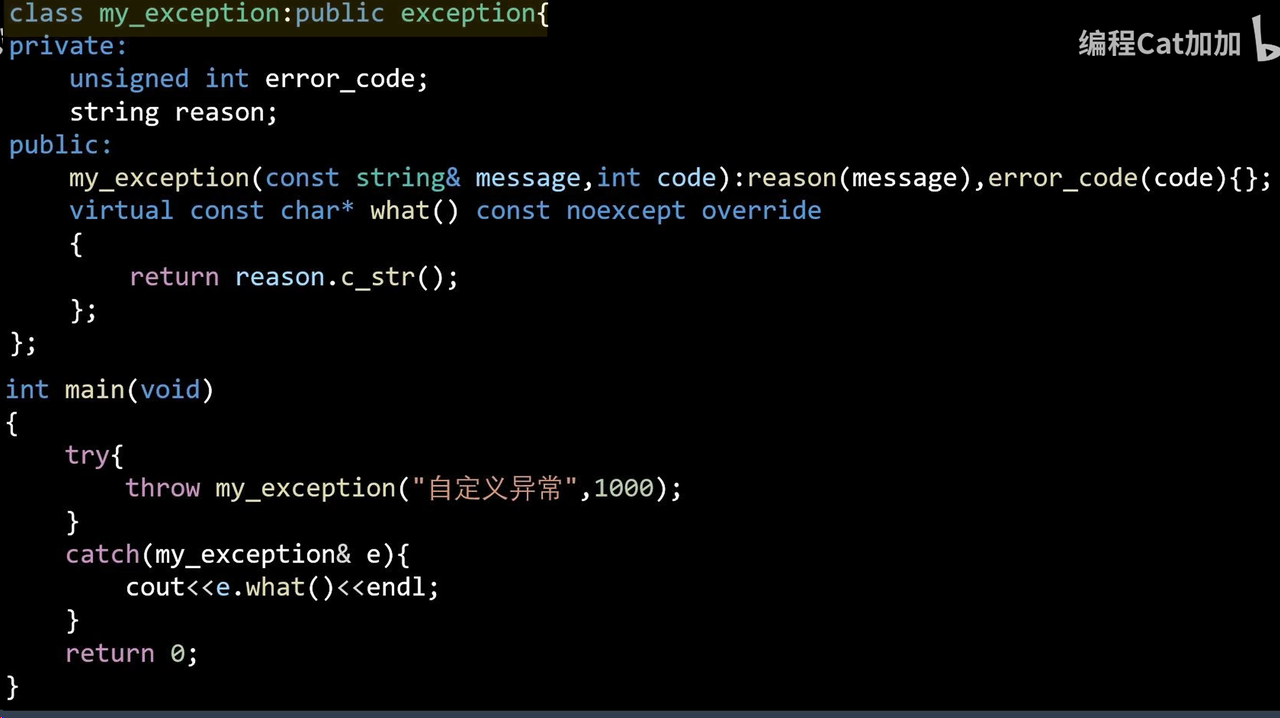 class my_exception:public exception{
编程Cat加加
private:
    unsigned int error_code;
    string reason;
public:
    my_exception(const string& message,int code):reason(message),error_code(code){};
    virtual const char* what() const noexcept override
    {
        return reason.c_str();
    };
};
int main(void)
{
    try{
        throw my_exception("自定义异常",1000);
    }
    catch(my_exception& e){
        cout<<e.what()<<endl;
    }
    return 0;
}